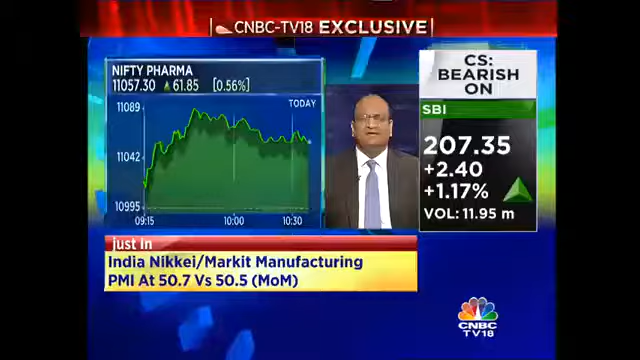 CNBC-TV18 EXCLUSIVE
NIFTY PHARMA
11057.30 61.85 [0.56%]
TODAY
11089
11042
10995
09:15 10:00 10:30
CS:
BEARISH
ON
SBI
207.35
+2.40
+1.17%
VOL: 11.95 m
just In
India Nikkei/Markit Manufacturing
PMI At 50.7 Vs 50.5 (MoM)
CNBC
TV18